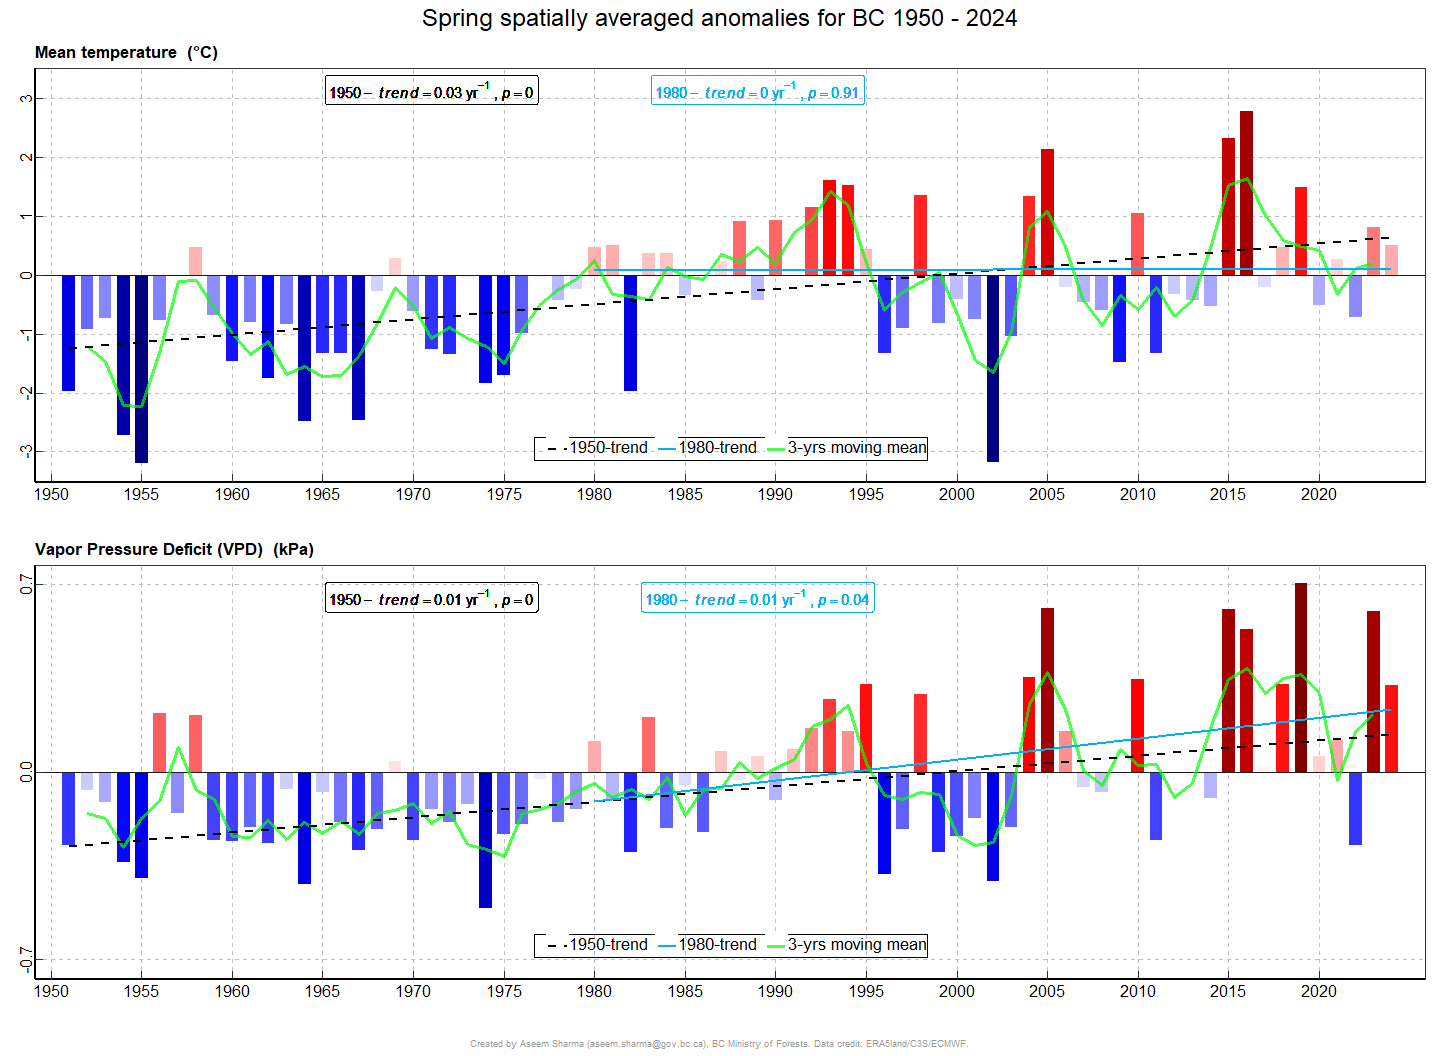 Spring spatially averaged anomalies for BC 1950 - 2024
Mean temperature (°C)
1950− trend = 0.03 yr−1 , p = 0
1980− trend = 0 yr−1 , p = 0.91
3
2
1
0
-1
-2
-3
1950-trend 1980-trend 3-yrs moving mean
1950 1955 1960 1965 1970 1975 1980 1985 1990 1995 2000 2005 2010 2015 2020
Vapor Pressure Deficit (VPD) (kPa)
1950− trend = 0.01 yr−1 , p = 0
1980− trend = 0.01 yr−1 , p = 0.04
0.7
0.0
-0.7
1950-trend 1980-trend 3-yrs moving mean
1950 1955 1960 1965 1970 1975 1980 1985 1990 1995 2000 2005 2010 2015 2020
Created by Aseem Sharma (aseem.sharma@gov.bc.ca), BC Ministry of Forests. Data credit: ERA5land/C3S/ECMWF.